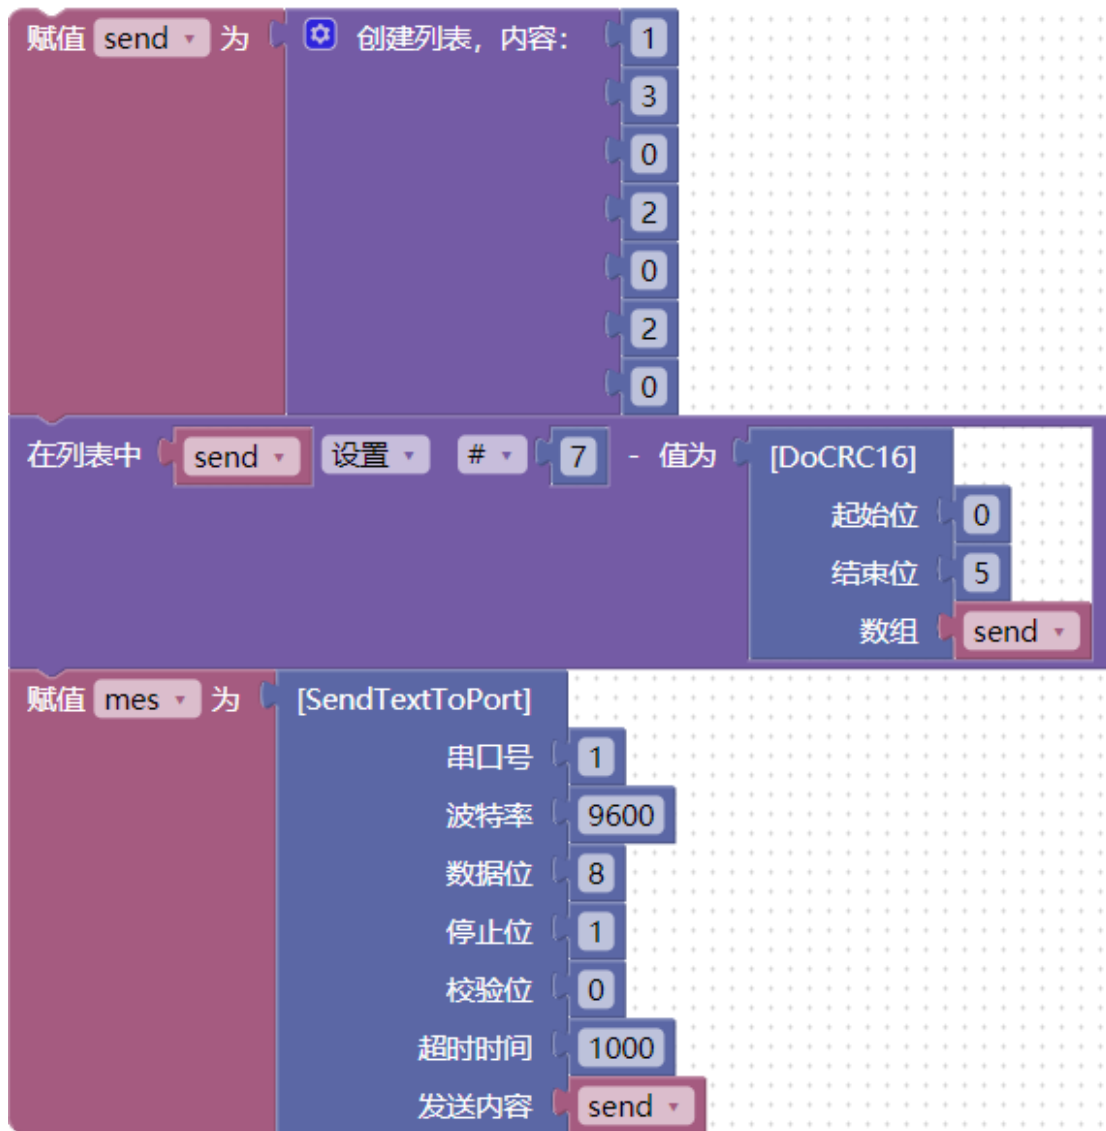 赋值 send 为 创建列表，内容： 1
3
0
2
0
2
0
在列表中 send 设置 # 7 - 值为 [DoCRC16]
起始位 0
结束位 5
数组 send
赋值 mes 为 [SendTextToPort]
串口号 1
波特率 9600
数据位 8
停止位 1
校验位 0
超时时间 1000
发送内容 send